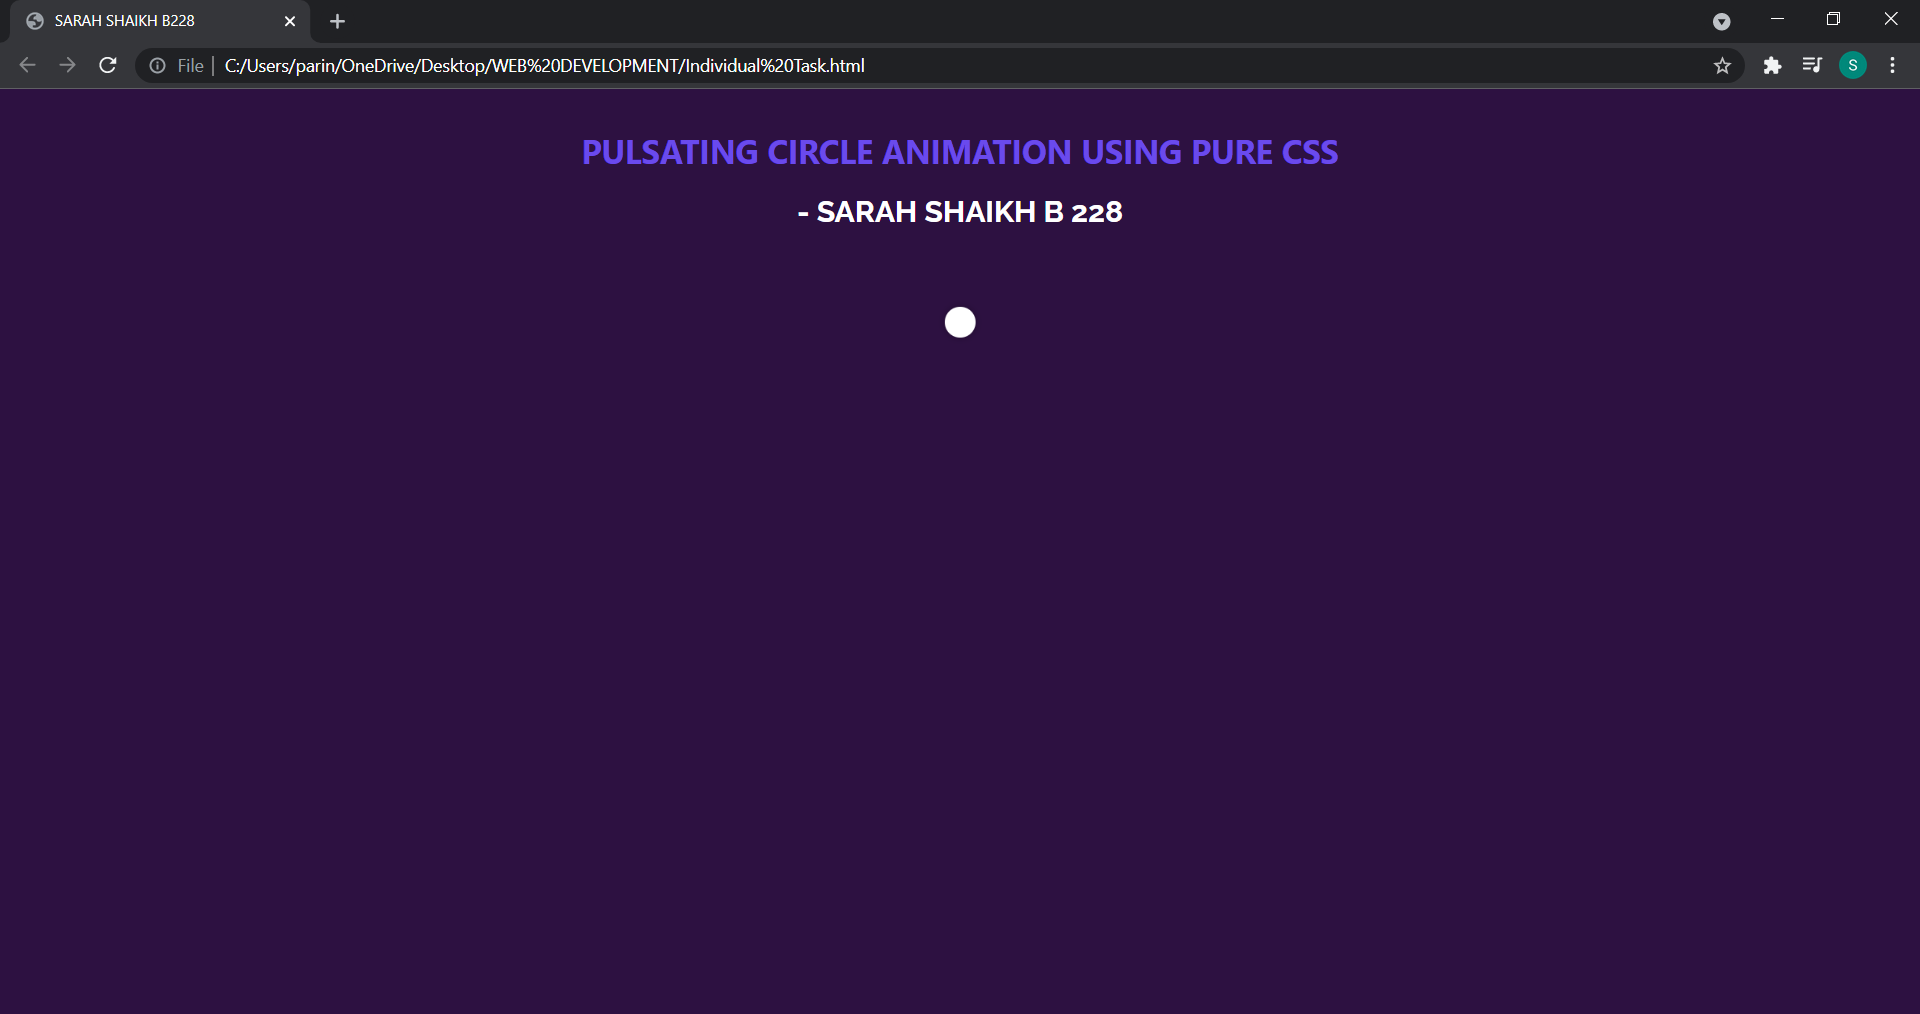 SARAH SHAIKH B228
File
C:/Users/parin/OneDrive/Desktop/WEB%20DEVELOPMENT/Individual%20Task.html
S
PULSATING CIRCLE ANIMATION USING PURE CSS
- SARAH SHAIKH B 228